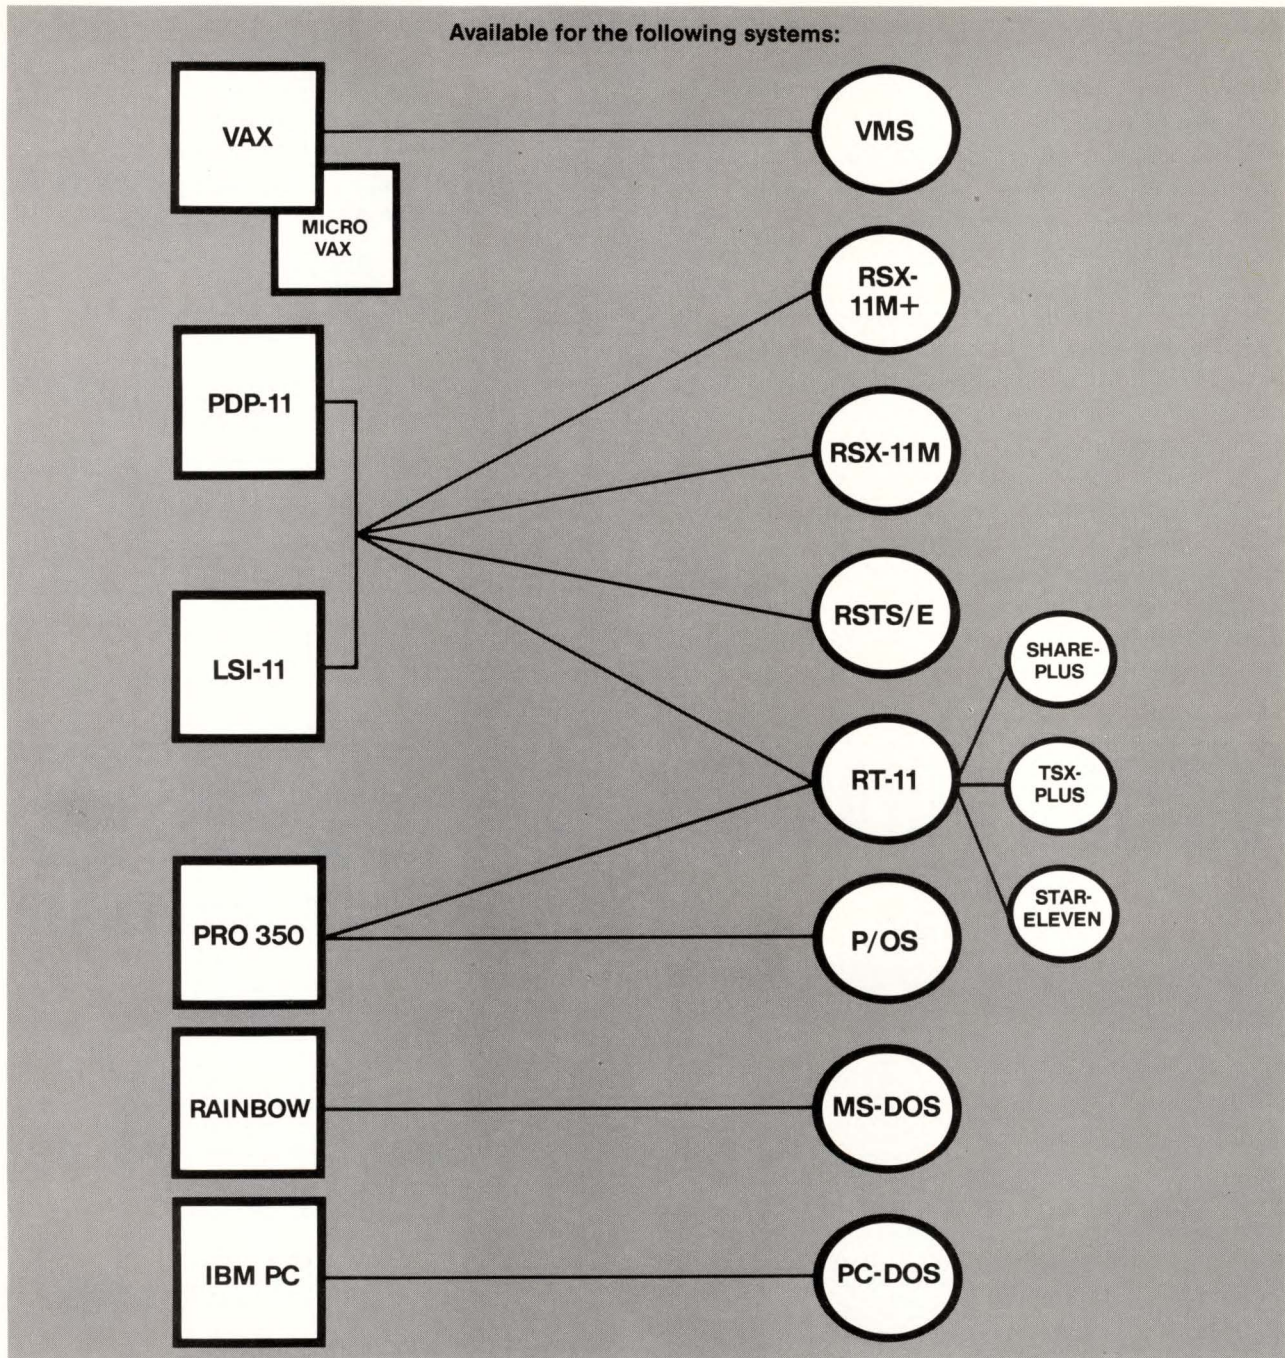 Available for the following systems:
VAX
VMS
MICRO
VAX
RSX-
11M+
PDP-11
RSX-11M
LSI-11
RSTS/E
SHARE-
PLUS
RT-11
TSX-
PLUS
STAR-
ELEVEN
PRO 350
P/OS
RAINBOW
MS-DOS
IBM PC
PC-DOS